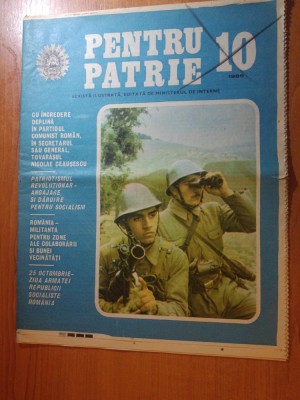 PENTRU
PATRIE
10
REVISTĂ ILUSTRATĂ, EDITATĂ DE MINISTERUL DE INTERNE
CU ÎNCREDERE
DEPLINĂ
ÎN PARTIDUL
COMUNIST ROMÂN,
ÎN SECRETARUL
SĂU GENERAL,
TOVARĂȘUL
NICOLAE CEAUȘESCU
PATRIOTISMUL
REVOLUȚIONAR -
ANGAJARE
ȘI DĂRUIRE
PENTRU SOCIALISM
ROMÂNIA -
MILITANTĂ
PENTRU ZONE
ALE COLABORĂRII
ȘI BUNEI
VECINĂTĂȚI
25 OCTOMBRIE-
ZIUA ARMATEI
REPUBLICII
SOCIALISTE
ROMÂNIA